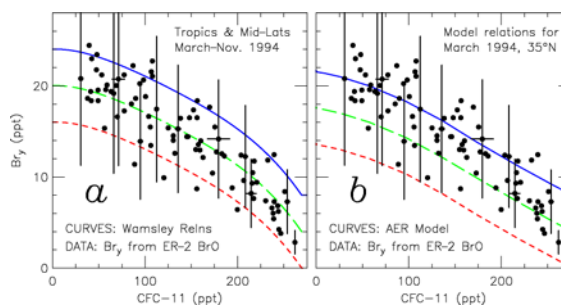 Tropics & Mid-Lats
March-Nov. 1994
a
CURVES: Wamsley Relns
DATA: Bry from ER-2 BrO
Bry (ppt)
0
10
20
0
100
200
CFC-11 (ppt)
Model relations for
March 1994, 35°N
b
CURVES: AER Model
DATA: Bry from ER-2 BrO
0
100
200
CFC-11 (ppt)